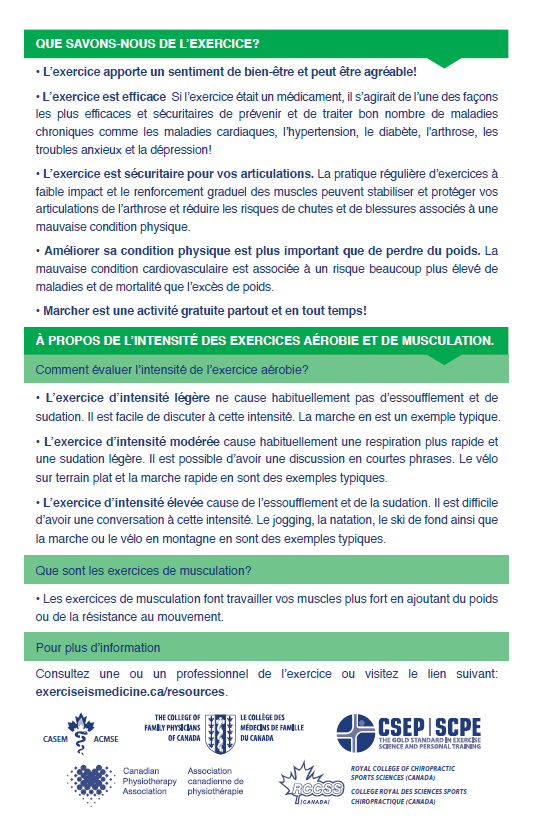 QUE SAVONS-NOUS DE L'EXERCICE?
• L'exercice apporte un sentiment de bien-être et peut être agréable!
• L'exercice est efficace Si l'exercice était un médicament, il s'agirait de l'une des façons
les plus efficaces et sécuritaires de prévenir et de traiter bon nombre de maladies
chroniques comme les maladies cardiaques, l'hypertension, le diabète, l'arthrose, les
troubles anxieux et la dépression!
• L'exercice est sécuritaire pour vos articulations. La pratique régulière d'exercices à
faible impact et le renforcement graduel des muscles peuvent stabiliser et protéger vos
articulations de l'arthrose et réduire les risques de chutes et de blessures associés à une
mauvaise condition physique.
• Améliorer sa condition physique est plus important que de perdre du poids. La
mauvaise condition cardiovasculaire est associée à un risque beaucoup plus élevé de
maladies et de mortalité que l'excès de poids.
• Marcher est une activité gratuite partout et en tout temps!
À PROPOS DE L'INTENSITÉ DES EXERCICES AÉROBIE ET DE MUSCULATION.
Comment évaluer l'intensité de l'exercice aérobie?
• L'exercice d'intensité légère ne cause habituellement pas d'essoufflement et de
sudation. Il est facile de discuter à cette intensité. La marche en est un exemple typique.
• L'exercice d'intensité modérée cause habituellement une respiration plus rapide et
une sudation légère. Il est possible d'avoir une discussion en courtes phrases. Le vélo
sur terrain plat et la marche rapide en sont des exemples typiques.
• L'exercice d'intensité élevée cause de l'essoufflement et de la sudation. Il est difficile
d'avoir une conversation à cette intensité. Le jogging, la natation, le ski de fond ainsi que
la marche ou le vélo en montagne en sont des exemples typiques.
Que sont les exercices de musculation?
• Les exercices de musculation font travailler vos muscles plus fort en ajoutant du poids
ou de la résistance au mouvement.
Pour plus d'information
Consultez une ou un professionnel de l'exercice ou visitez le lien suivant:
exerciseismedicine.ca/resources.
CASEM ACMSE
THE COLLEGE OF
FAMILY PHYSICIANS
OF CANADA
LE COLLÈGE DES
MÉDECINS DE FAMILLE
DU CANADA
CSEP | SCPE
THE GOLD STANDARD IN EXERCISE
SCIENCE AND PERSONAL TRAINING
Canadian
Physiotherapy
Association
Association
canadienne de
physiothérapie
RCCSS
(CANADA)
ROYAL COLLEGE OF CHIROPRACTIC
SPORTS SCIENCES (CANADA)
COLLEGE ROYAL DES SCIENCES SPORTS
CHIROPRACTIQUE (CANADA)